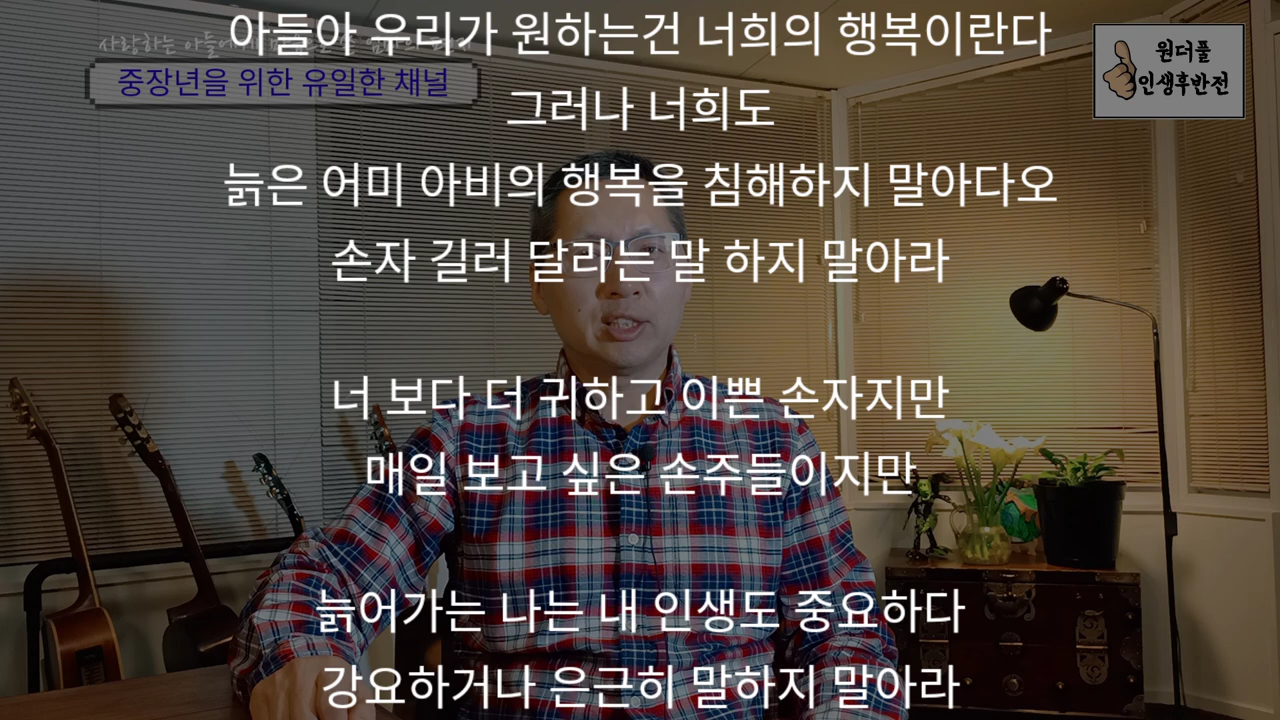 아들아 우리가 원하는건 너희의 행복이란다
중장년을 위한 유일한 채널
원더풀
인생후반전
그러나 너희도
늙은 어미 아비의 행복을 침해하지 말아다오
손자 길러 달라는 말 하지 말아라
너 보다 더 귀하고 이쁜 손자지만
매일 보고 싶은 손주들이지만
늙어가는 나는 내 인생도 중요하다
강요하거나 은근히 말하지 말아라